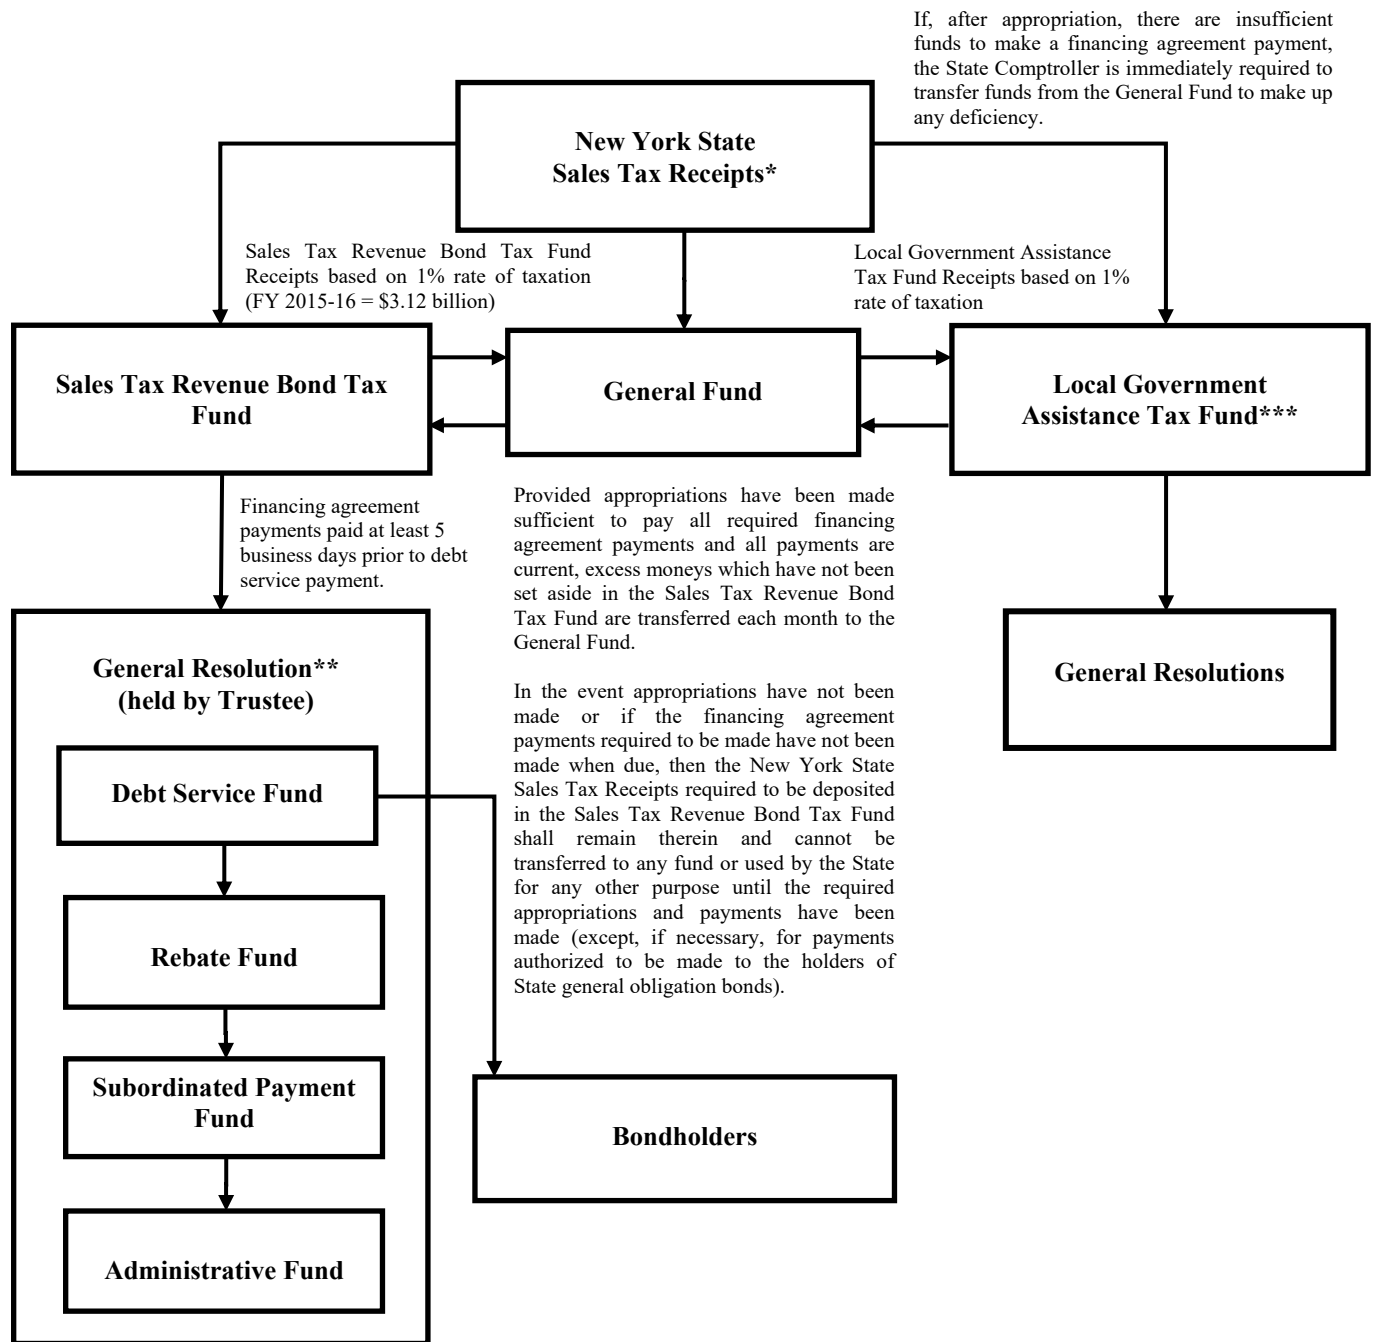 If, after appropriation, there are insufficient
funds to make a financing agreement payment,
the State Comptroller is immediately required to
transfer funds from the General Fund to make up
any deficiency.
New York State
Sales Tax Receipts*
Sales Tax Revenue Bond Tax Fund
Receipts based on 1% rate of taxation
(FY 2015-16 = $3.12 billion)
Local Government Assistance
Tax Fund Receipts based on 1%
rate of taxation
Sales Tax Revenue Bond Tax
Fund
General Fund
Local Government
Assistance Tax Fund***
Financing agreement
payments paid at least 5
business days prior to debt
service payment.
Provided appropriations have been made
sufficient to pay all required financing
agreement payments and all payments are
current, excess moneys which have not been
set aside in the Sales Tax Revenue Bond
Tax Fund are transferred each month to the
General Fund.
In the event appropriations have not been
made or if the financing agreement
payments required to be made have not been
made when due, then the New York State
Sales Tax Receipts required to be deposited
in the Sales Tax Revenue Bond Tax Fund
shall remain therein and cannot be
transferred to any fund or used by the State
for any other purpose until the required
appropriations and payments have been
made (except, if necessary, for payments
authorized to be made to the holders of
State general obligation bonds).
General Resolution**
(held by Trustee)
General Resolutions
Debt Service Fund
Rebate Fund
Subordinated Payment
Fund
Bondholders
Administrative Fund